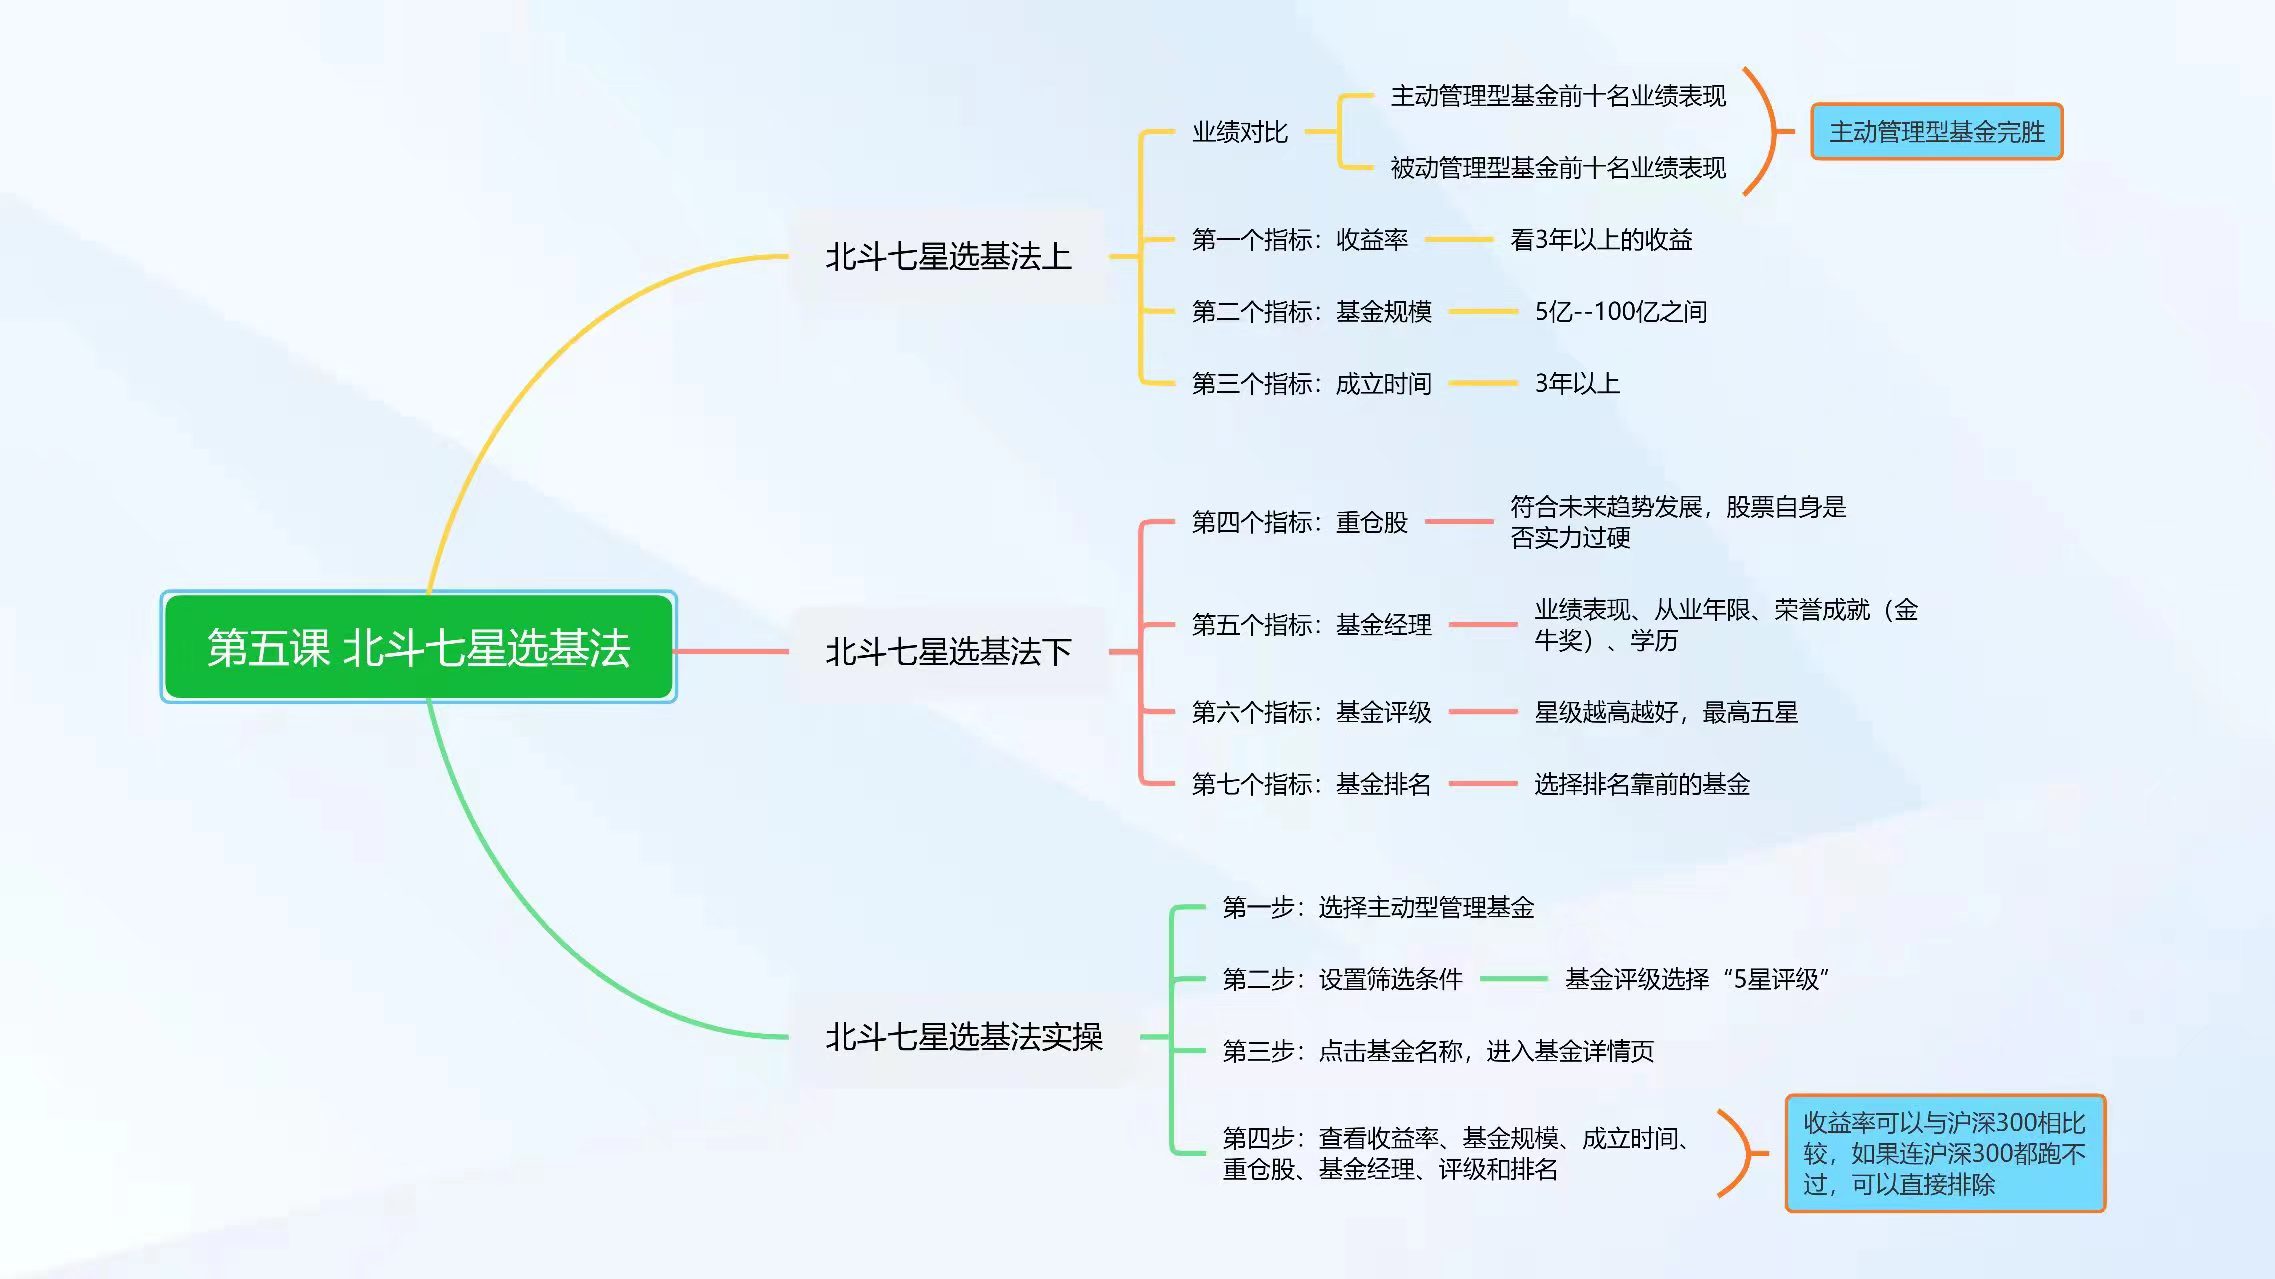 主动管理型基金前十名业绩表现
业绩对比
主动管理型基金完胜
被动管理型基金前十名业绩表现
第一个指标：收益率
看3年以上的收益
北斗七星选基法上
第二个指标：基金规模
5亿--100亿之间
第三个指标：成立时间
3年以上
第四个指标：重仓股
符合未来趋势发展，股票自身是
否实力过硬
第五个指标：基金经理
业绩表现、从业年限、荣誉成就（金
牛奖）、学历
第五课 北斗七星选基法
北斗七星选基法下
第六个指标：基金评级
星级越高越好，最高五星
第七个指标：基金排名
选择排名靠前的基金
第一步：选择主动型管理基金
第二步：设置筛选条件
基金评级选择“5星评级”
北斗七星选基法实操
第三步：点击基金名称，进入基金详情页
第四步：查看收益率、基金规模、成立时间、
重仓股、基金经理、评级和排名
收益率可以与沪深300相比
较，如果连沪深300都跑不
过，可以直接排除